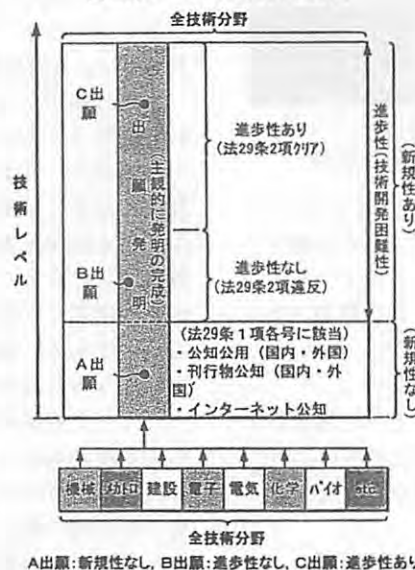 全技術分野
C出願
B出願
A出願
技術レベル
出願発明
(主観的に発明の完成)
進歩性あり
(法29条2項クリア)
進歩性なし
(法29条2項違反)
進歩性(技術開発困難性)
(新規性あり)
(新規性なし)
(法29条1項各号に該当)
・公知公用(国内・外国)
・刊行物公知(国内・外
国)
・インターネット公知
機械 メカトロ 建設 電子 電気 化学 バイオ etc
全技術分野
A出願:新規性なし, B出願:進歩性なし, C出願:進歩性あり